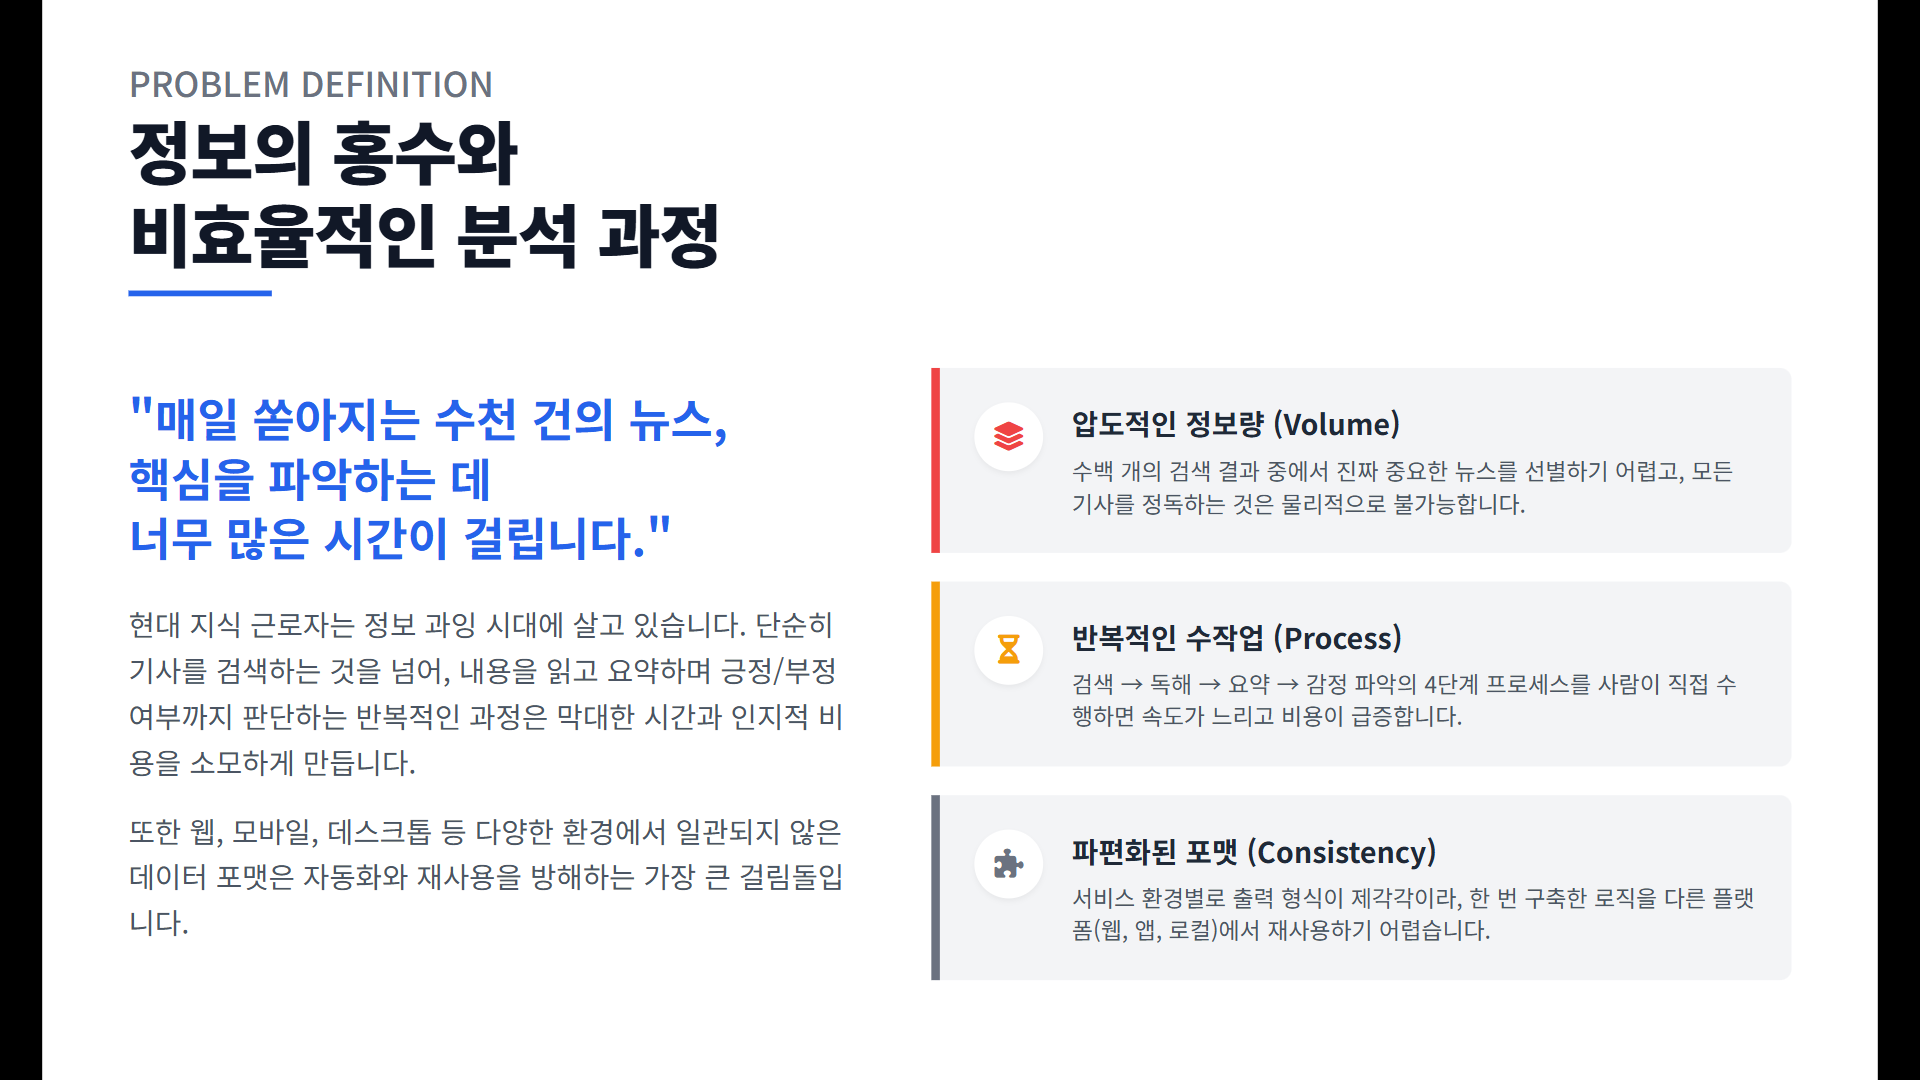 PROBLEM DEFINITION
정보의 홍수와
비효율적인 분석 과정
"매일 쏟아지는 수천 건의 뉴스,
핵심을 파악하는 데
너무 많은 시간이 걸립니다."
현대 지식 근로자는 정보 과잉 시대에 살고 있습니다. 단순히
기사를 검색하는 것을 넘어, 내용을 읽고 요약하며 긍정/부정
여부까지 판단하는 반복적인 과정은 막대한 시간과 인지적 비
용을 소모하게 만듭니다.
또한 웹, 모바일, 데스크톱 등 다양한 환경에서 일관되지 않은
데이터 포맷은 자동화와 재사용을 방해하는 가장 큰 걸림돌입
니다.
압도적인 정보량 (Volume)
수백 개의 검색 결과 중에서 진짜 중요한 뉴스를 선별하기 어렵고, 모든
기사를 정독하는 것은 물리적으로 불가능합니다.
반복적인 수작업 (Process)
검색 → 독해 → 요약 → 감정 파악의 4단계 프로세스를 사람이 직접 수
행하면 속도가 느리고 비용이 급증합니다.
파편화된 포맷 (Consistency)
서비스 환경별로 출력 형식이 제각각이라, 한 번 구축한 로직을 다른 플랫
폼(웹, 앱, 로컬)에서 재사용하기 어렵습니다.